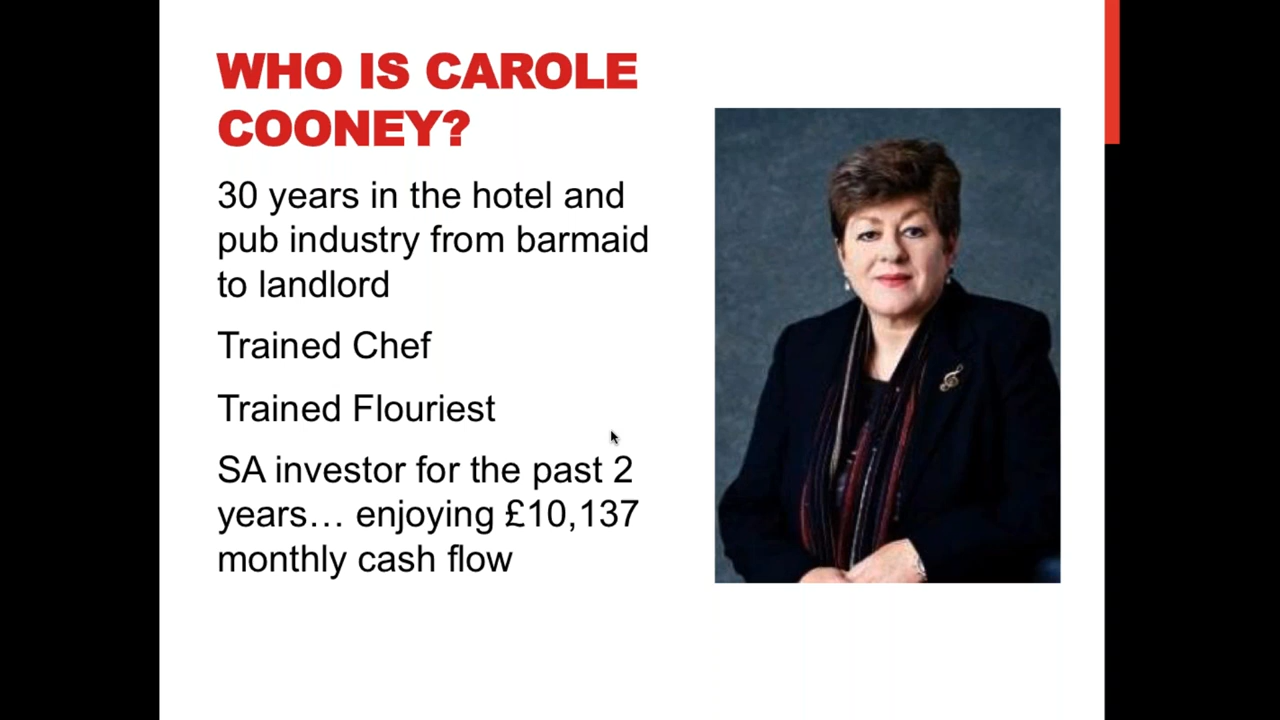 WHO IS CAROLE
COONEY?
30 years in the hotel and
pub industry from barmaid
to landlord
Trained Chef
Trained Flouriest
SA investor for the past 2
years… enjoying £10,137
monthly cash flow